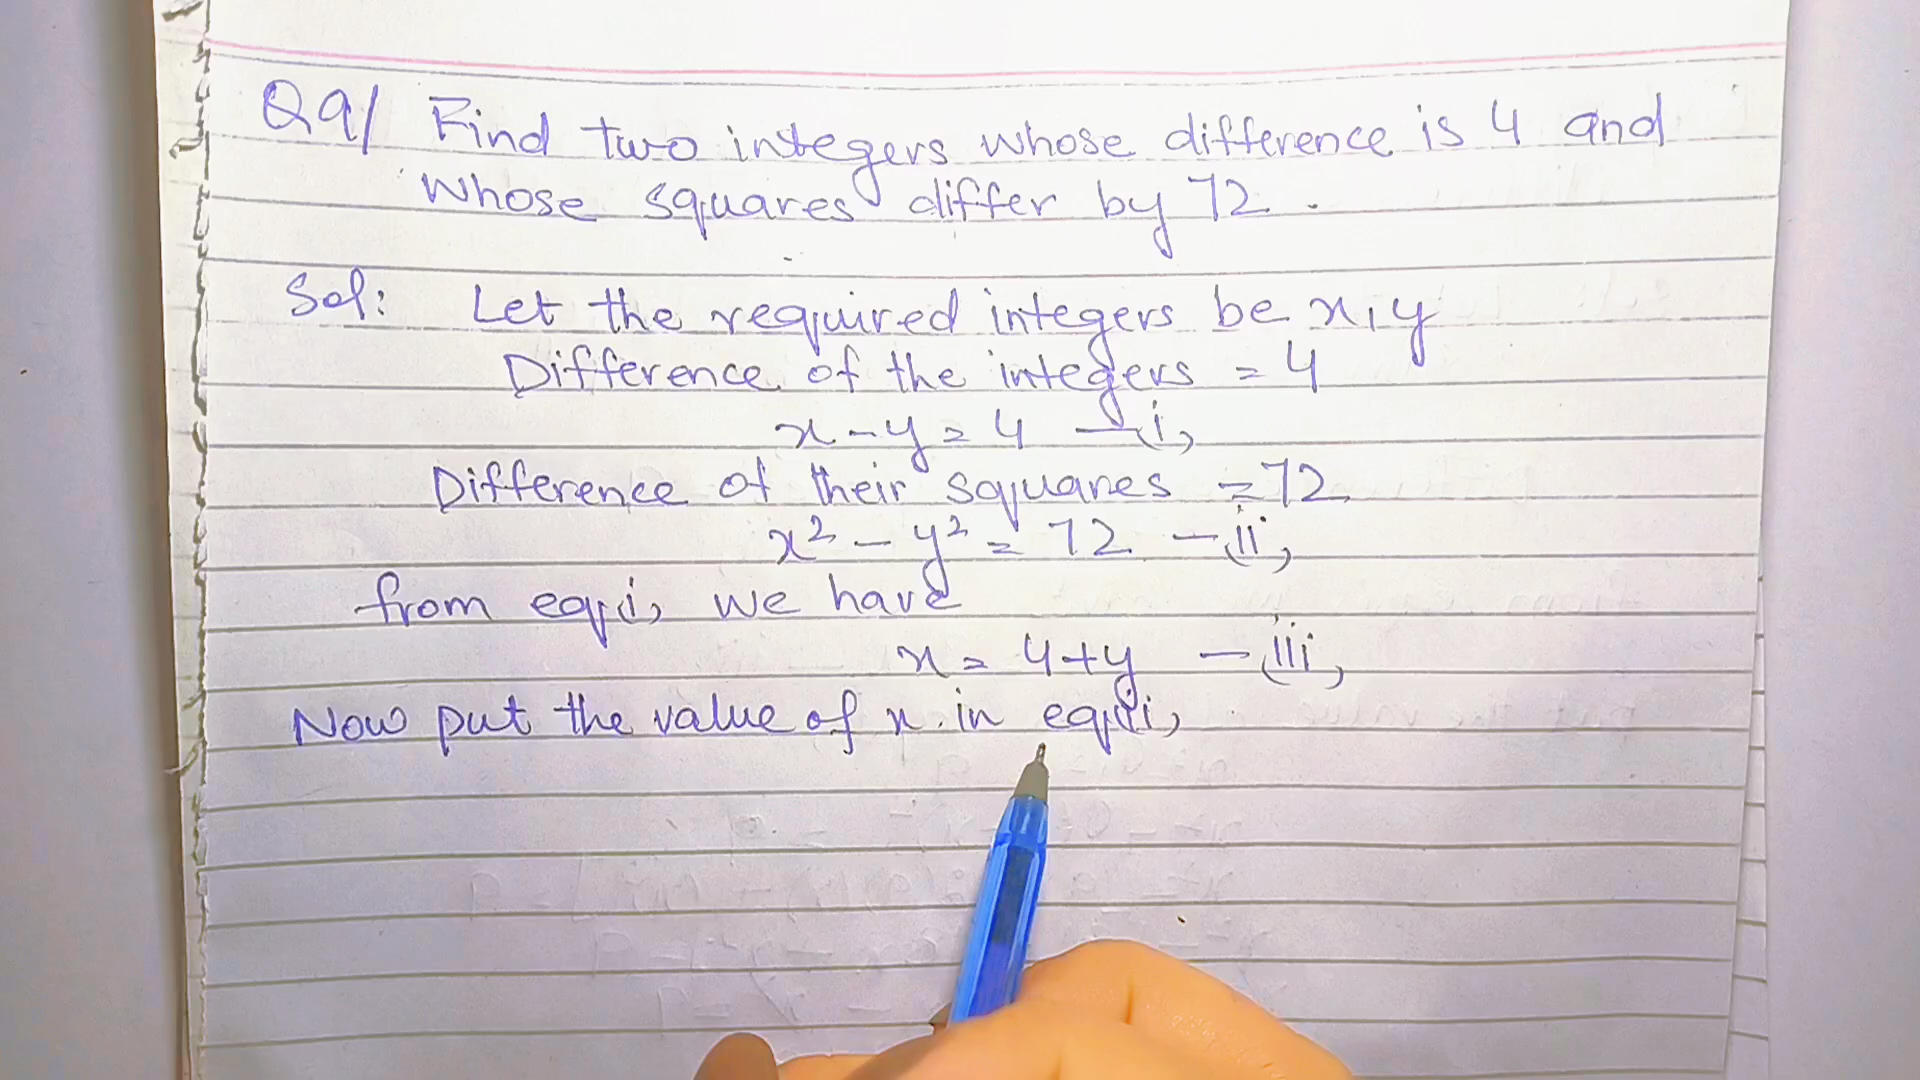 Q9/ Find two integers whose difference is 4 and
whose squares differ by 72.
Sol: Let the required integers be x, y
Difference of the integers = 4
x - y = 4 — (i)
Difference of their squares = 72
x² - y² = 72 — (ii)
from eq (i) we have
x = 4 + y — (iii)
Now put the value of x in eq (ii)